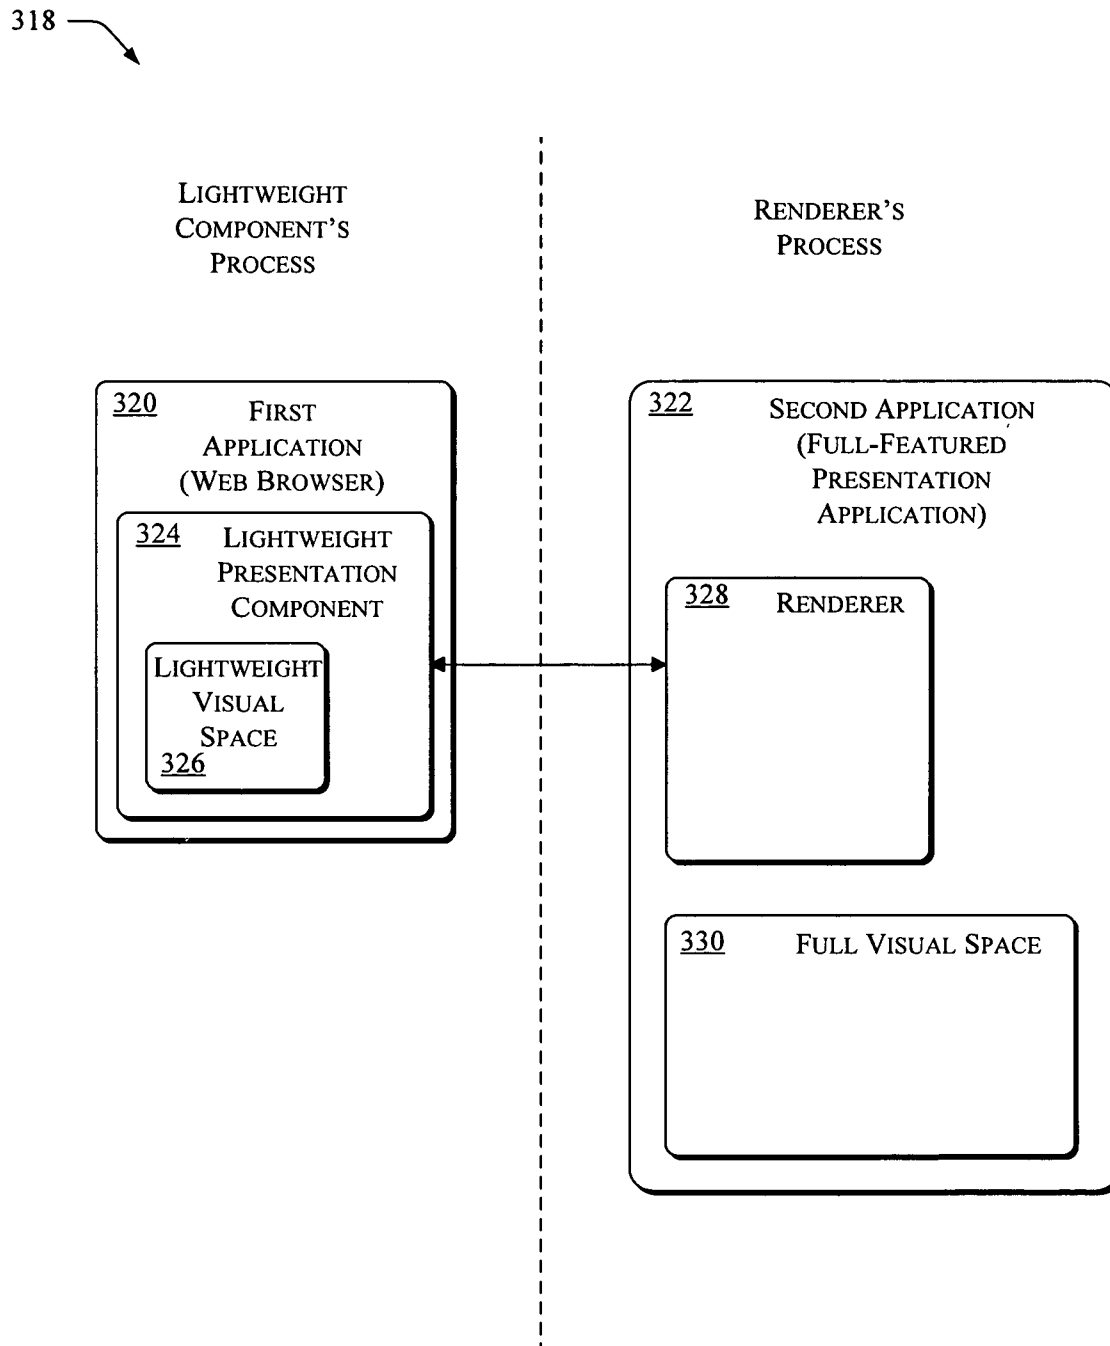 318
LIGHTWEIGHT
COMPONENT'S
PROCESS
RENDERER'S
PROCESS
320
FIRST
APPLICATION
(WEB BROWSER)
324
LIGHTWEIGHT
PRESENTATION
COMPONENT
LIGHTWEIGHT
VISUAL
SPACE
326
322
SECOND APPLICATION
(FULL-FEATURED
PRESENTATION
APPLICATION)
328
RENDERER
330
FULL VISUAL SPACE